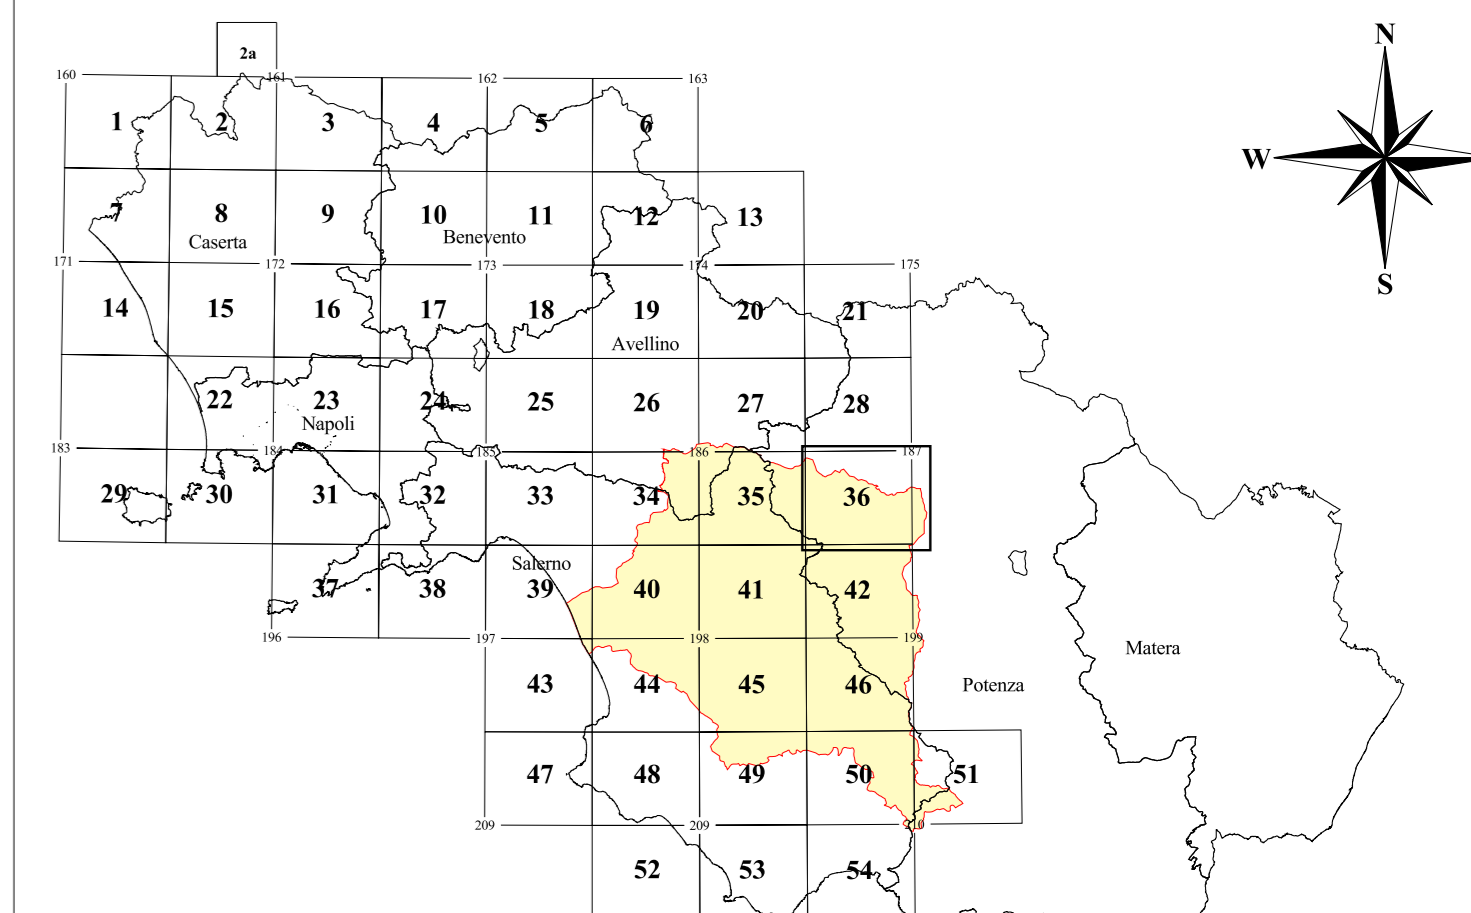 N
2a
160 161 162 163
1 2 3 4 5 6
W
7 8 9 10 11 12 13
Caserta Benevento
171 172 173 174 175
S
14 15 16 17 18 19 20 21
Avellino
22 23 24 25 26 27 28
Napoli
183 184 185 186 187
29 30 31 32 33 34 35 36
Salerno
37 38 39 40 41 42
196 197 198 199
Matera
43 44 45 46
Potenza
47 48 49 50 51
209 209
52 53 54